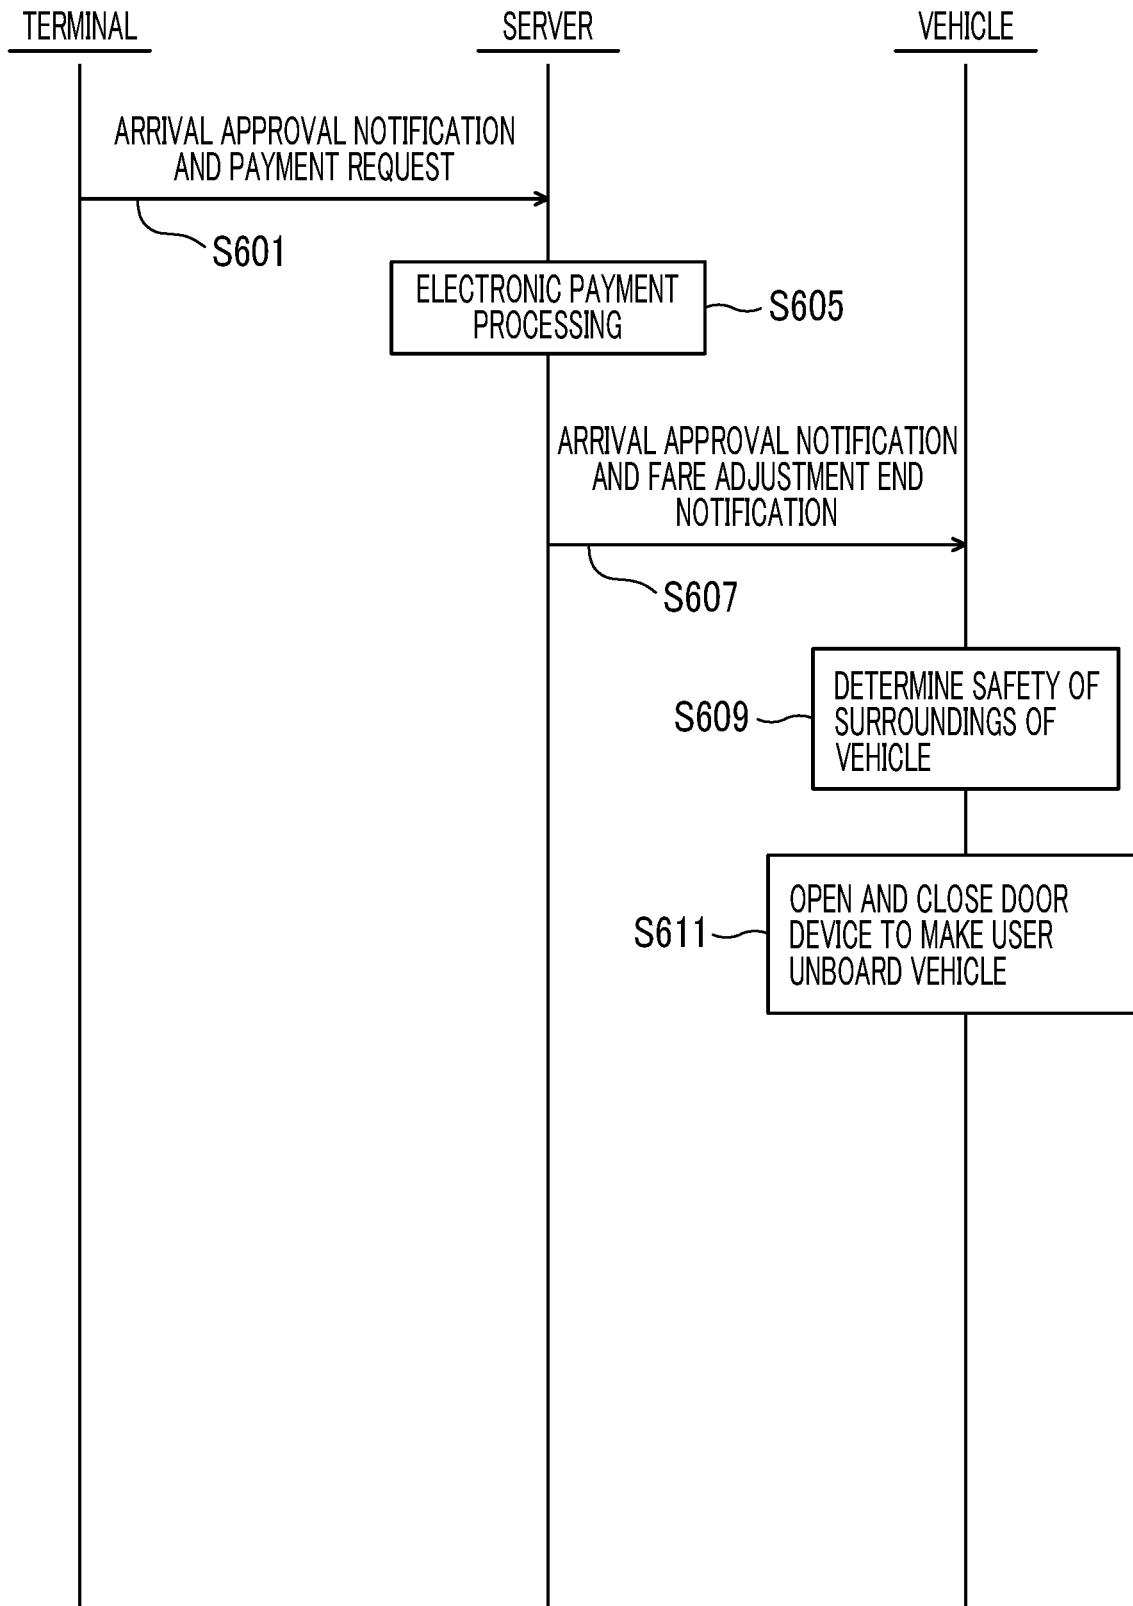 TERMINAL
SERVER
VEHICLE
ARRIVAL APPROVAL NOTIFICATION
AND PAYMENT REQUEST
S601
ELECTRONIC PAYMENT
PROCESSING
S605
ARRIVAL APPROVAL NOTIFICATION
AND FARE ADJUSTMENT END
NOTIFICATION
S607
DETERMINE SAFETY OF
SURROUNDINGS OF
VEHICLE
S609
OPEN AND CLOSE DOOR
DEVICE TO MAKE USER
UNBOARD VEHICLE
S611